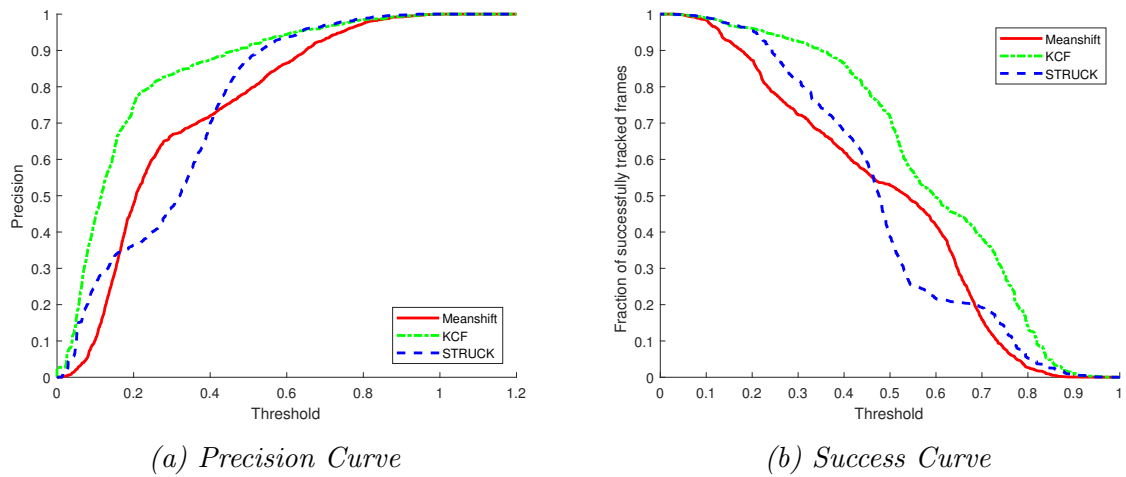 1
0.9
0.8
0.7
0.6
0.5
0.4
0.3
0.2
0.1
0
Precision
0 0.2 0.4 0.6 0.8 1 1.2
Threshold
Meanshift
KCF
STRUCK
(a) Precision Curve
1
0.9
0.8
0.7
0.6
0.5
0.4
0.3
0.2
0.1
0
Fraction of successfully tracked frames
0 0.1 0.2 0.3 0.4 0.5 0.6 0.7 0.8 0.9 1
Threshold
Meanshift
KCF
STRUCK
(b) Success Curve